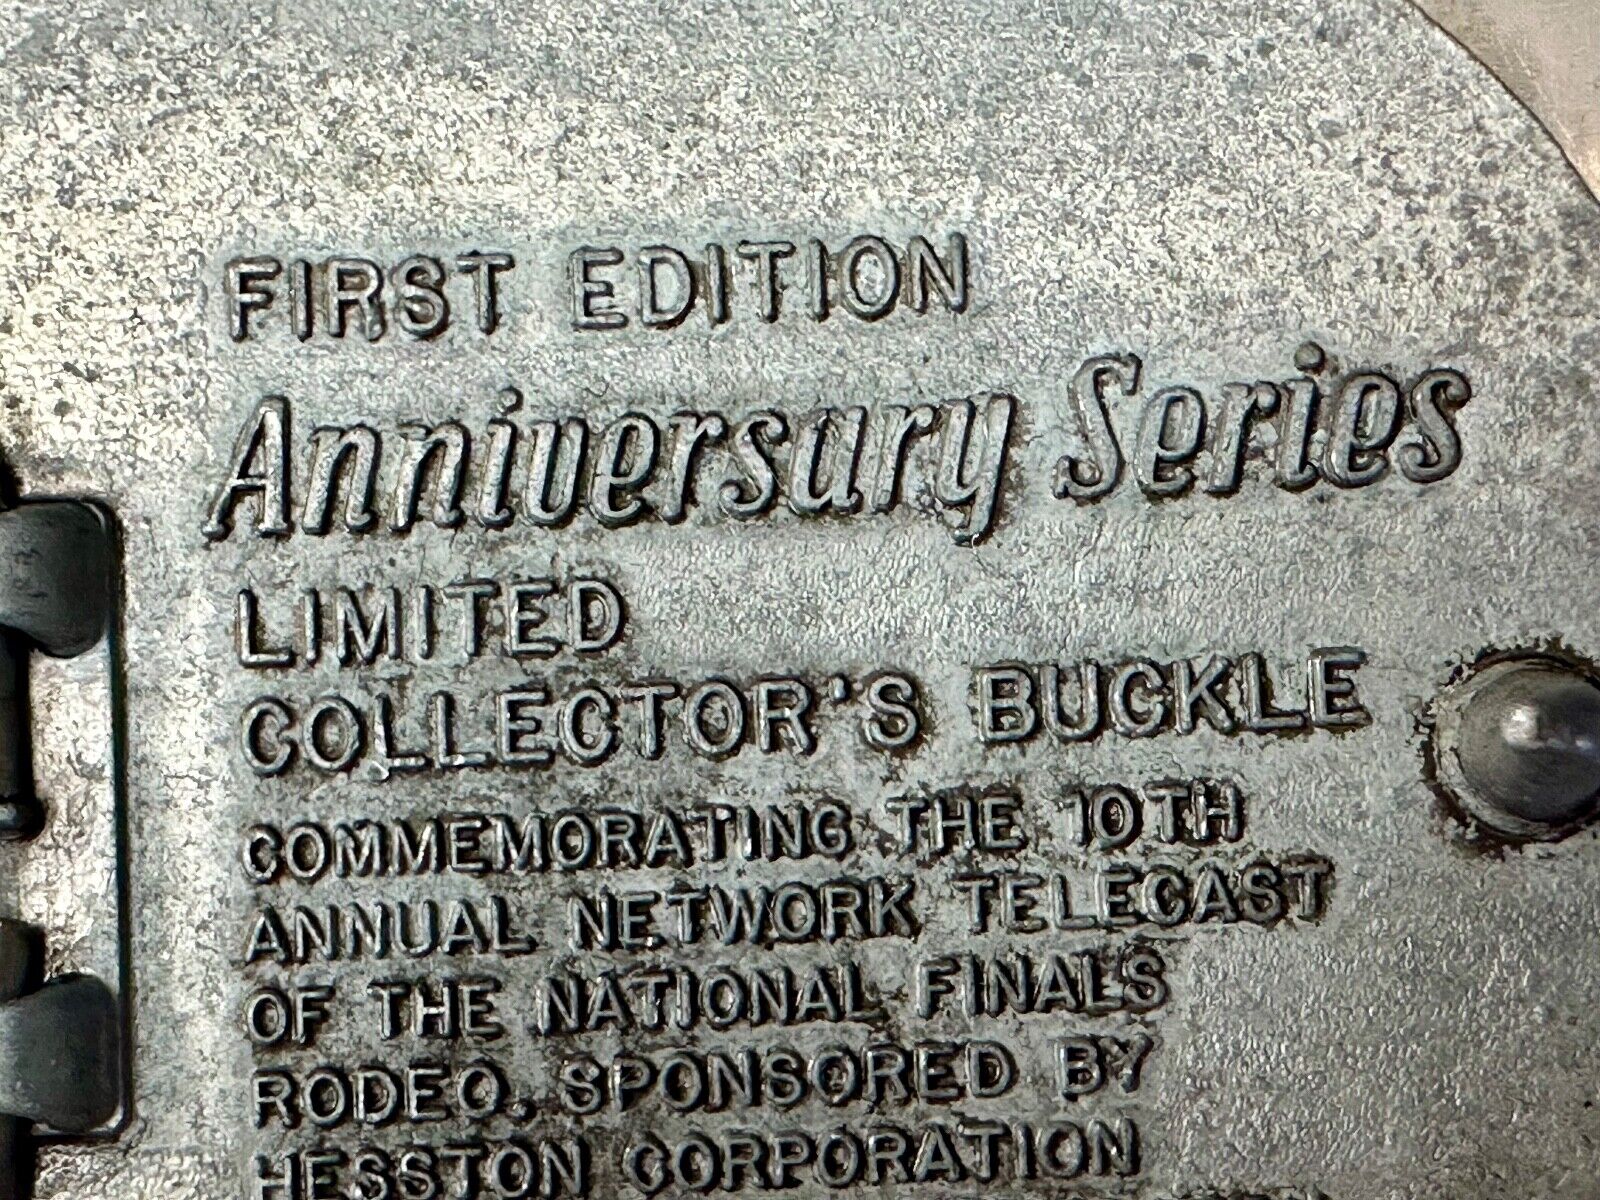 FIRST EDITION
Anniversary Series
LIMITED
COLLECTOR'S BUCKLE
COMMEMORATING THE 10TH
ANNUAL NETWORK TELECAST
OF THE NATIONAL FINALS
RODEO. SPONSORED BY
HESSTON CORPORATION